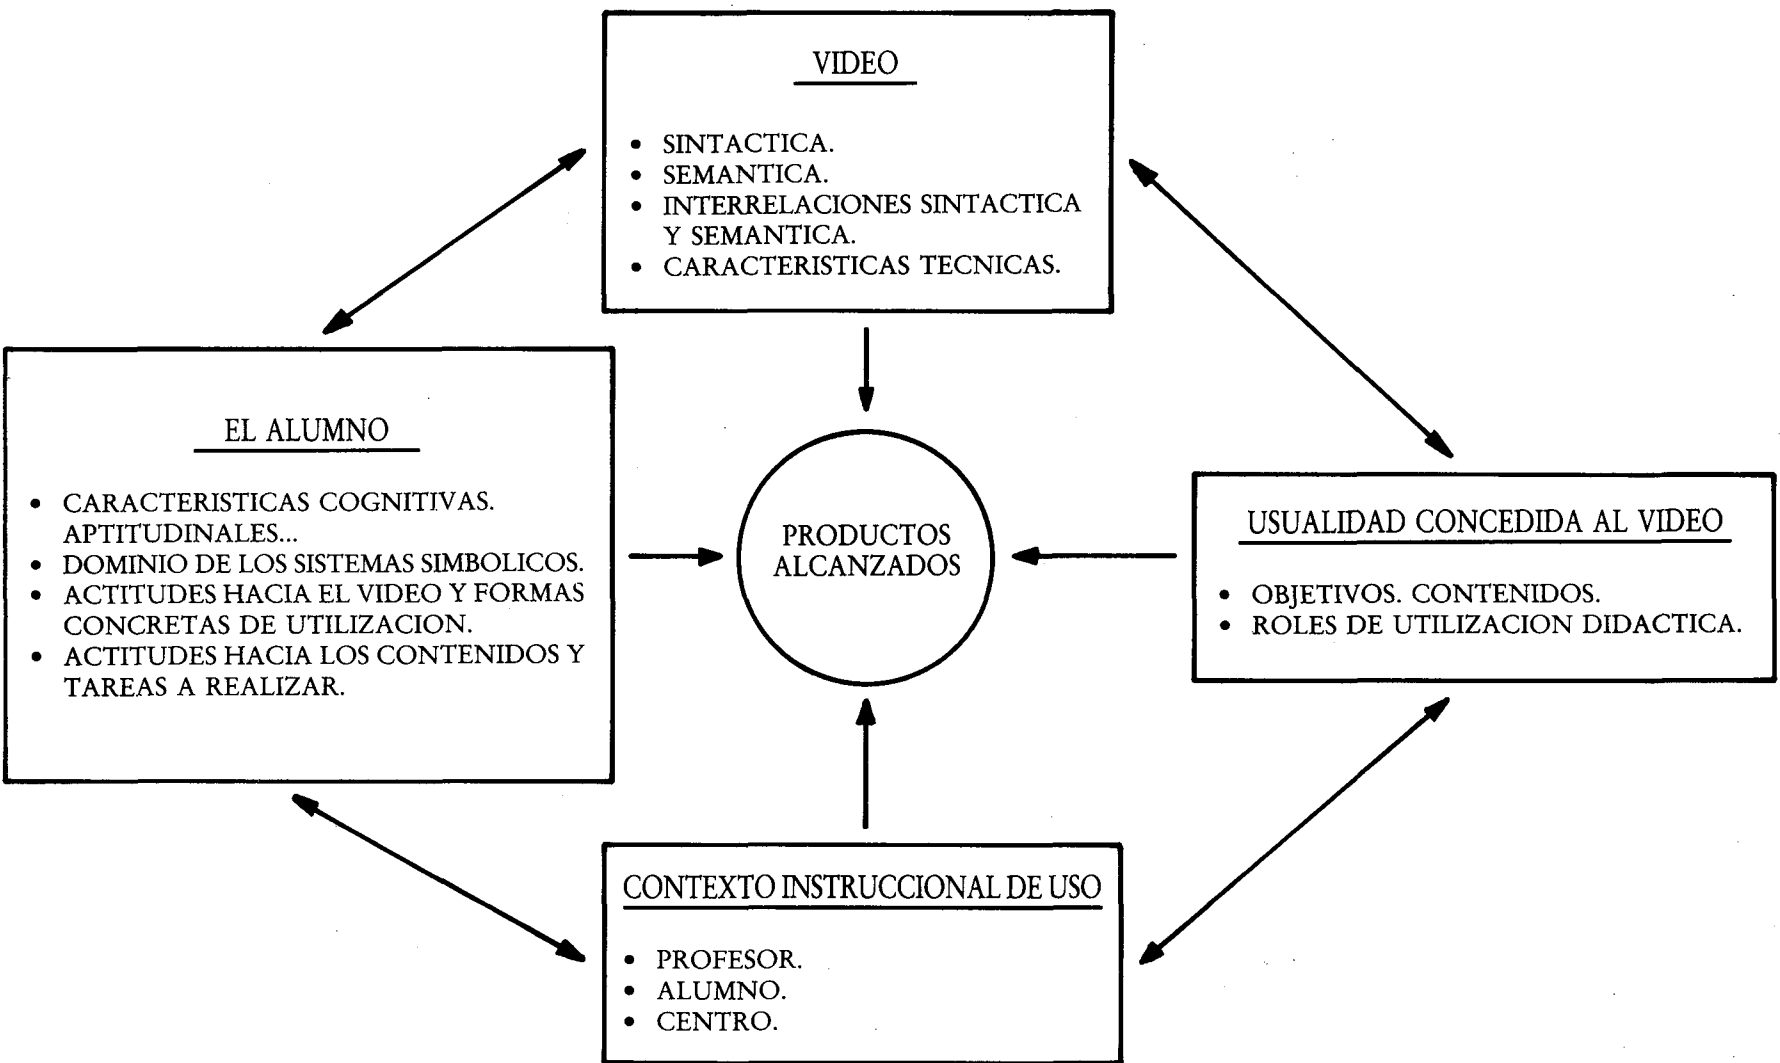 VIDEO
• SINTACTICA.
• SEMANTICA.
• INTERRELACIONES SINTACTICA
Y SEMANTICA.
• CARACTERISTICAS TECNICAS.
EL ALUMNO
• CARACTERISTICAS COGNITIVAS.
APTITUDINALES...
• DOMINIO DE LOS SISTEMAS SIMBOLICOS.
• ACTITUDES HACIA EL VIDEO Y FORMAS
CONCRETAS DE UTILIZACION.
• ACTITUDES HACIA LOS CONTENIDOS Y
TAREAS A REALIZAR.
PRODUCTOS
ALCANZADOS
USUALIDAD CONCEDIDA AL VIDEO
• OBJETIVOS. CONTENIDOS.
• ROLES DE UTILIZACION DIDACTICA.
CONTEXTO INSTRUCCIONAL DE USO
• PROFESOR.
• ALUMNO.
• CENTRO.